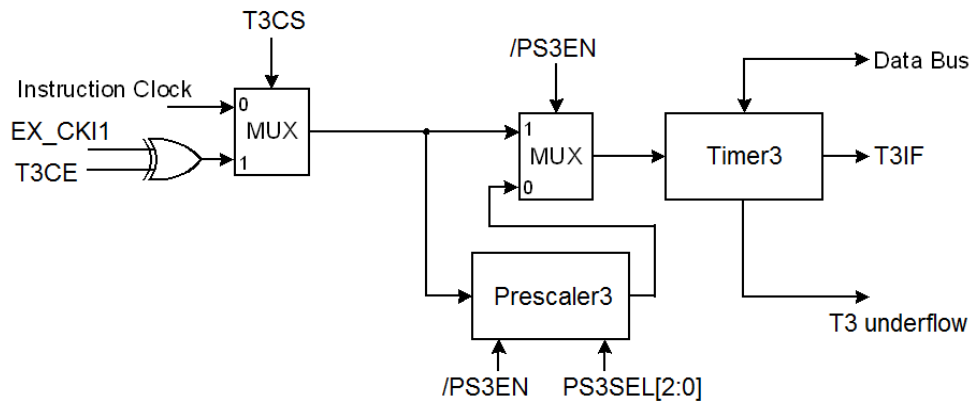 T3CS
/PS3EN
Instruction Clock
0
MUX
1
EX_CKI1
T3CE
1
MUX
0
Timer3
Data Bus
T3IF
Prescaler3
T3 underflow
/PS3EN
PS3SEL[2:0]